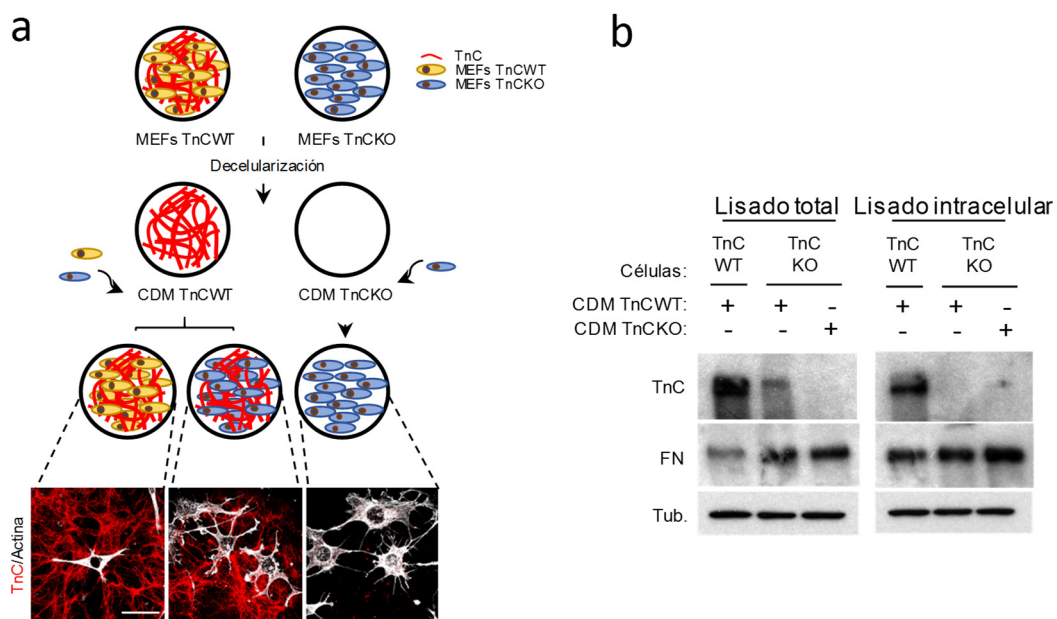 a
TnC
MEFs TnCWT
MEFs TnCKO
MEFs TnCWT
MEFs TnCKO
Decelularización
CDM TnCWT
CDM TnCKO
TnC/Actina
b
Lisado total
Lisado intracelular
TnC
WT
TnC
KO
TnC
WT
TnC
KO
Células:
CDM TnCWT: + + - + + -
CDM TnCKO: - - + - - +
TnC
FN
Tub.